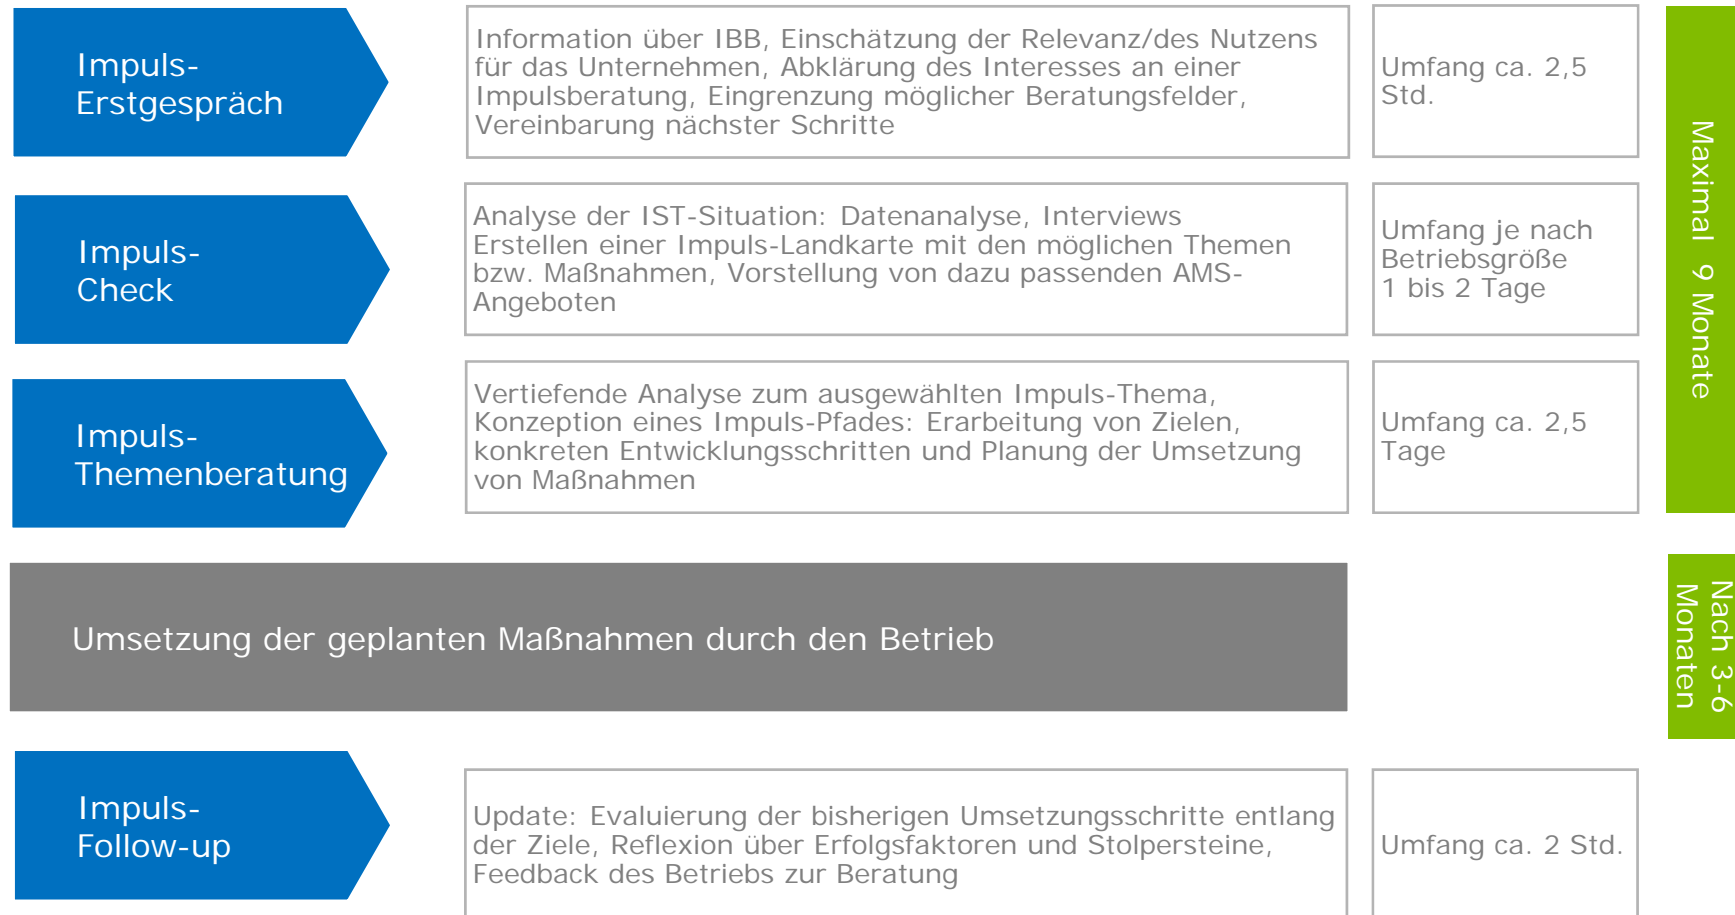 Impuls-
Erstgespräch
Information über IBB, Einschätzung der Relevanz/des Nutzens
für das Unternehmen, Abklärung des Interesses an einer
Impulsberatung, Eingrenzung möglicher Beratungsfelder,
Vereinbarung nächster Schritte
Umfang ca. 2,5
Std.
Maximal 9 Monate
Impuls-
Check
Analyse der IST-Situation: Datenanalyse, Interviews
Erstellen einer Impuls-Landkarte mit den möglichen Themen
bzw. Maßnahmen, Vorstellung von dazu passenden AMS-
Angeboten
Umfang je nach
Betriebsgröße
1 bis 2 Tage
Impuls-
Themenberatung
Vertiefende Analyse zum ausgewählten Impuls-Thema,
Konzeption eines Impuls-Pfades: Erarbeitung von Zielen,
konkreten Entwicklungsschritten und Planung der Umsetzung
von Maßnahmen
Umfang ca. 2,5
Tage
Umsetzung der geplanten Maßnahmen durch den Betrieb
Nach 3-6
Monaten
Impuls-
Follow-up
Update: Evaluierung der bisherigen Umsetzungsschritte entlang
der Ziele, Reflexion über Erfolgsfaktoren und Stolpersteine,
Feedback des Betriebs zur Beratung
Umfang ca. 2 Std.